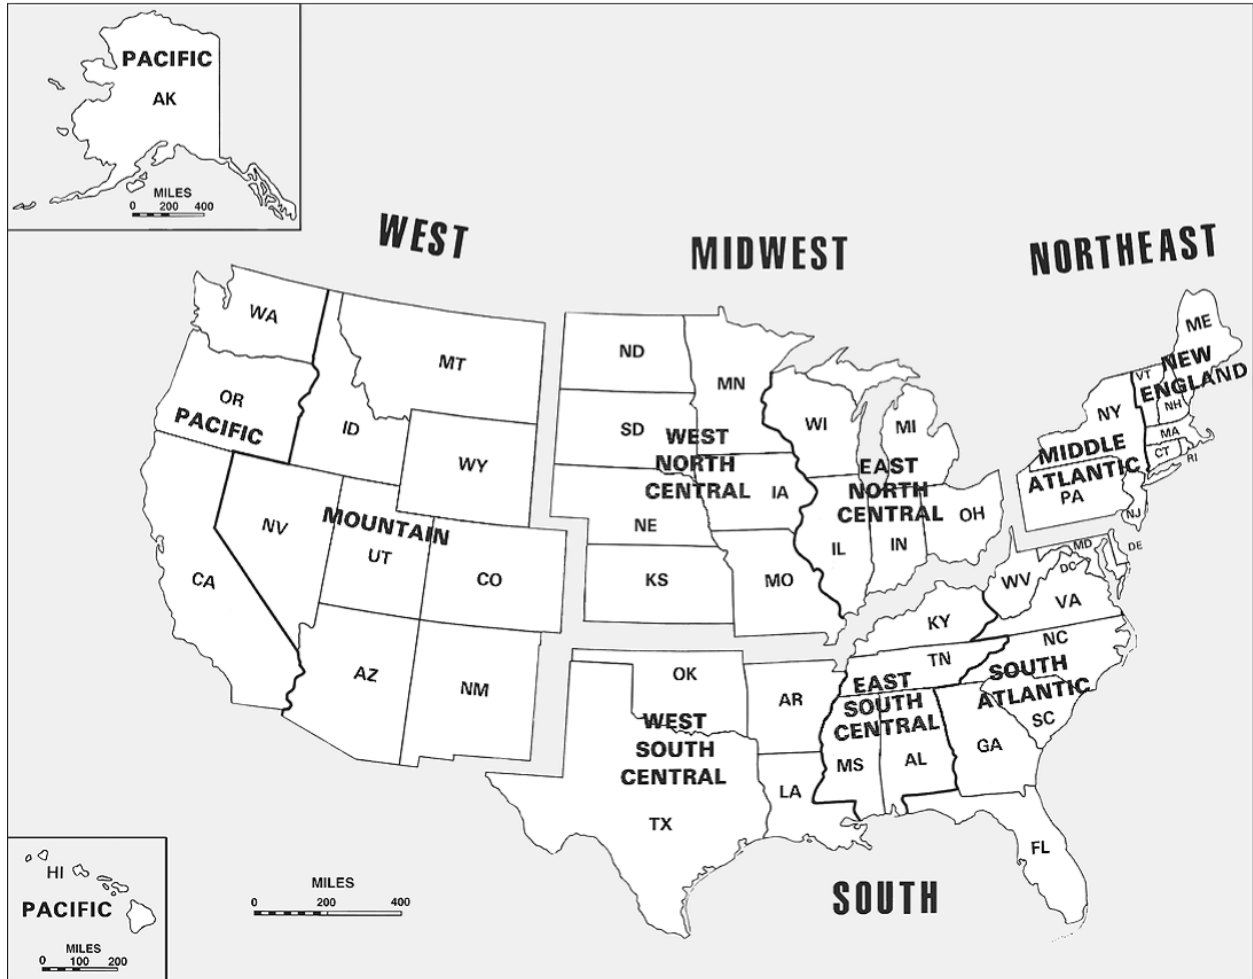 PACIFIC
AK
MILES
0 200 400
WEST
MIDWEST
NORTHEAST
WA
MT
OR
PACIFIC
ID
WY
NV
MOUNTAIN
UT
CO
CA
AZ
NM
ND
MN
SD
WEST
NORTH
CENTRAL
IA
NE
KS
MO
WI
MI
EAST
NORTH
CENTRAL
OH
IL
IN
ME
VT
NEW
ENGLAND
NH
NY
MA
CT
RI
MIDDLE
ATLANTIC
PA
NJ
MD
DE
DC
WV
VA
KY
NC
TN
SOUTH
ATLANTIC
EAST
SOUTH
CENTRAL
SC
GA
MS
AL
FL
OK
AR
WEST
SOUTH
CENTRAL
LA
TX
SOUTH
HI
PACIFIC
MILES
0 100 200
MILES
0 200 400